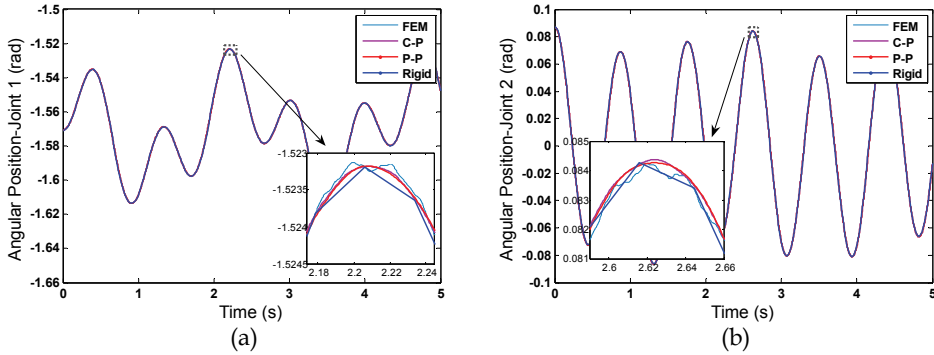 Angular Position-Joint 1 (rad)
-1.5
-1.52
-1.54
-1.56
-1.58
-1.6
-1.62
-1.64
-1.66
0 1 2 3 4 5
Time (s)
FEM
C-P
P-P
Rigid
-1.523
-1.5235
-1.524
-1.5245
2.18 2.2 2.22 2.24
(a)
Angular Position-Joint 2 (rad)
0.1
0.08
0.06
0.04
0.02
0
-0.02
-0.04
-0.06
-0.08
-0.1
0 1 2 3 4 5
Time (s)
FEM
C-P
P-P
Rigid
0.085
0.084
0.083
0.082
0.081
2.6 2.62 2.64 2.66
(b)